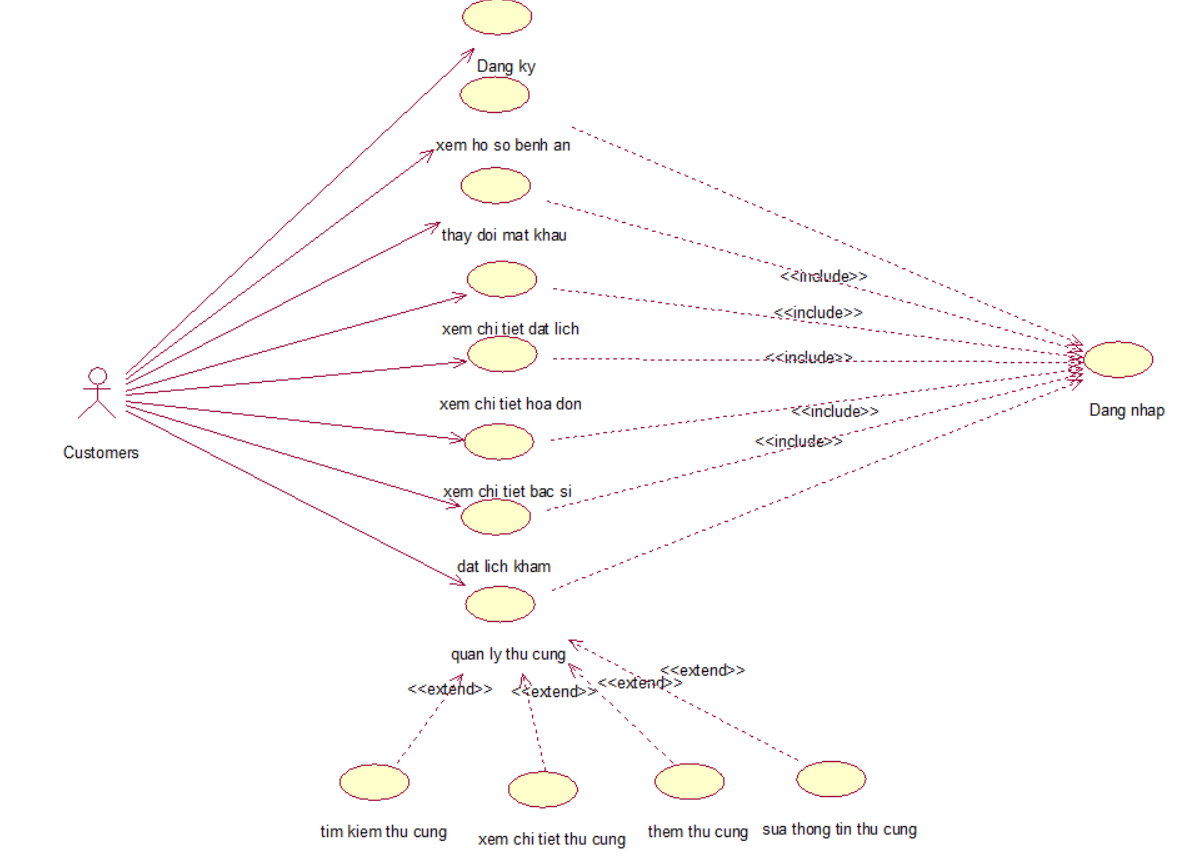 Dang ky
xem ho so benh an
thay doi mat khau
<<include>>
<<include>>
xem chi tiet dat lich
<<include>>
xem chi tiet hoa don
<<include>>
Dang nhap
<<include>>
Customers
xem chi tiet bac si
dat lich kham
quan ly thu cung
<<extend>>
<<extend>>
<<extend>>
<<extend>>
tim kiem thu cung
xem chi tiet thu cung
them thu cung
sua thong tin thu cung